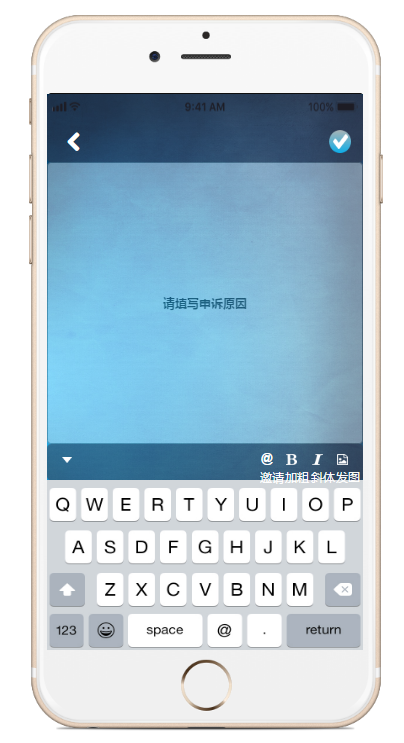 9:41 AM 100%
请填写申诉原因
@ B I
邀请加粗斜体发图
Q W E R T Y U I O P
A S D F G H J K L
Z X C V B N M
123 space @ . return